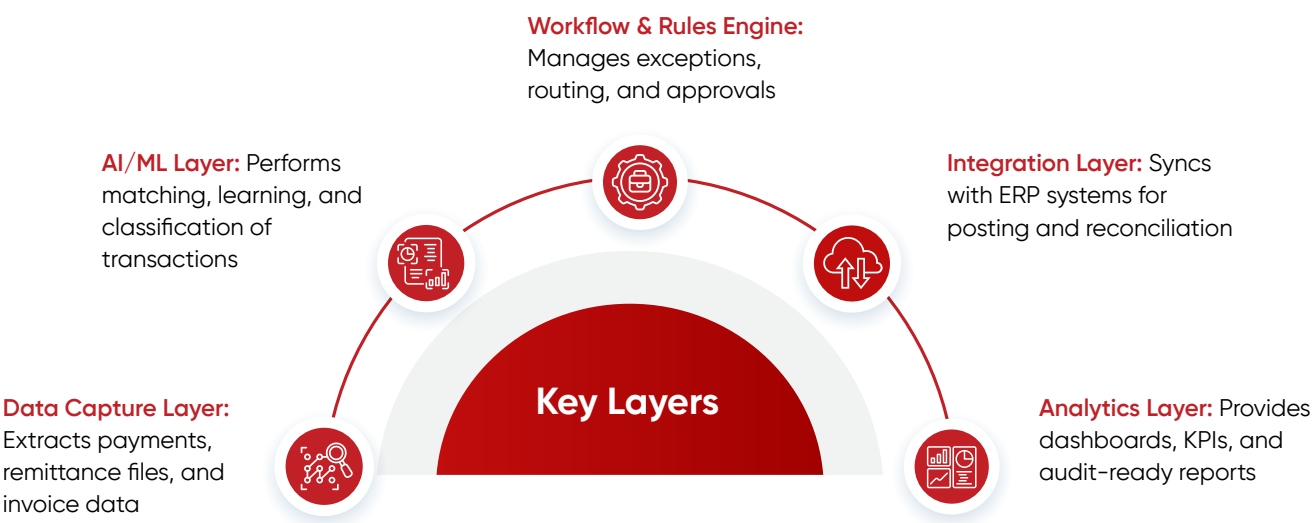 Workflow & Rules Engine:
Manages exceptions,
routing, and approvals
AI/ML Layer: Performs
matching, learning, and
classification of
transactions
Integration Layer: Syncs
with ERP systems for
posting and reconciliation
Key Layers
Data Capture Layer:
Extracts payments,
remittance files, and
invoice data
Analytics Layer: Provides
dashboards, KPIs, and
audit-ready reports